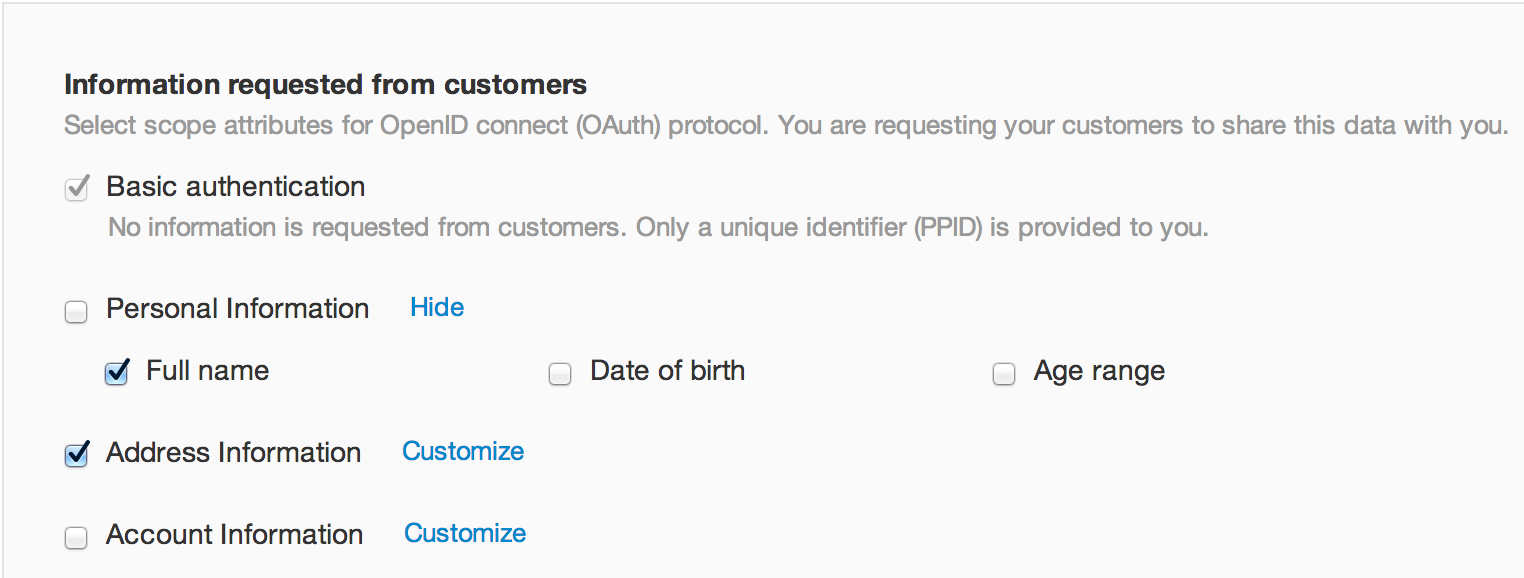 Information requested from customers
Select scope attributes for OpenID connect (OAuth) protocol. You are requesting your customers to share this data with you.
Basic authentication
No information is requested from customers. Only a unique identifier (PPID) is provided to you.
Personal Information Hide
Full name Date of birth Age range
Address Information Customize
Account Information Customize